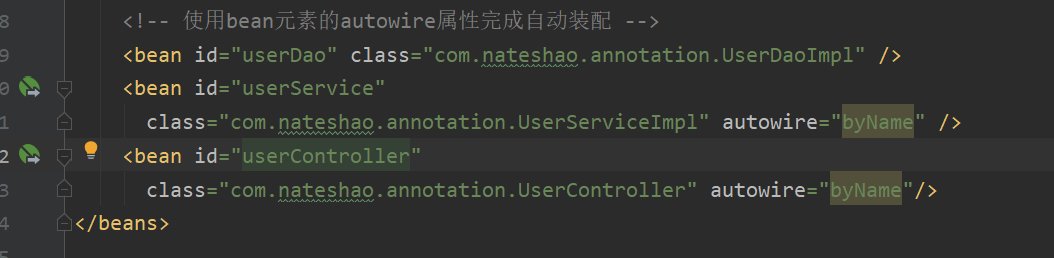 8 <!-- 使用bean元素的autowire属性完成自动装配 -->
9 <bean id="userDao" class="com.nateshao.annotation.UserDaoImpl" />
0 <bean id="userService"
1 class="com.nateshao.annotation.UserServiceImpl" autowire="byName" />
2 <bean id="userController"
3 class="com.nateshao.annotation.UserController" autowire="byName"/>
4 </beans>